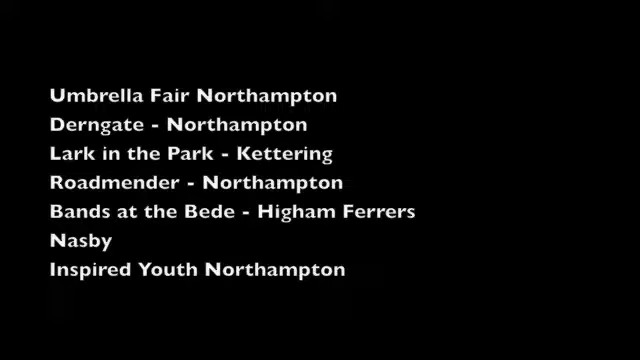 Umbrella Fair Northampton
Derngate - Northampton
Lark in the Park - Kettering
Roadmender - Northampton
Bands at the Bede - Higham Ferrers
Nasby
Inspired Youth Northampton